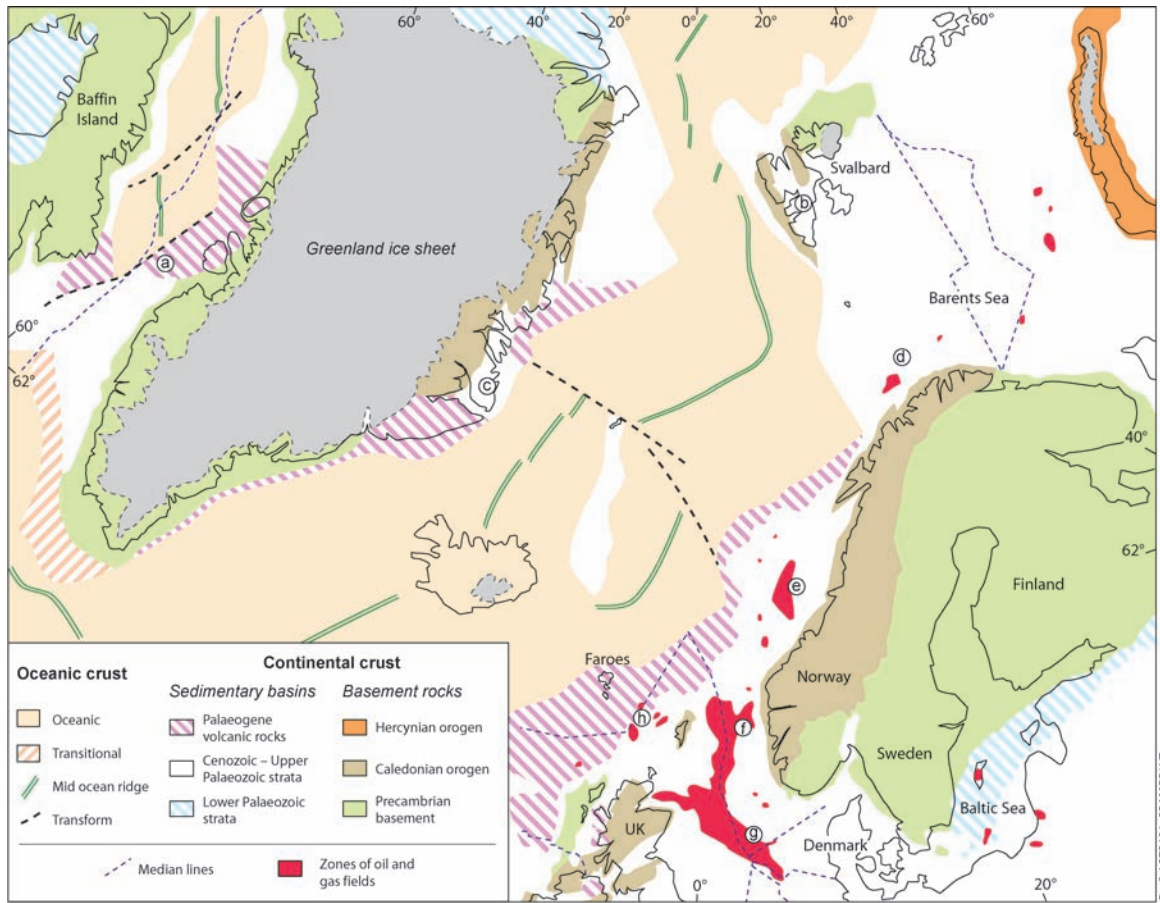 60°
40°
20°
0°
20°
40°
60°
Baffin
Island
Svalbard
b
Greenland ice sheet
a
Barents Sea
60°
62°
c
d
40°
62°
e
Finland
Faroes
Norway
h
f
Sweden
Baltic Sea
UK
g
Denmark
0°
20°
Oceanic crust
Continental crust
Sedimentary basins
Basement rocks
Oceanic
Palaeogene
volcanic rocks
Hercynian orogen
Transitional
Cenozoic – Upper
Palaeozoic strata
Caledonian orogen
Mid ocean ridge
Lower Palaeozoic
strata
Precambrian
basement
Transform
Median lines
Zones of oil and
gas fields